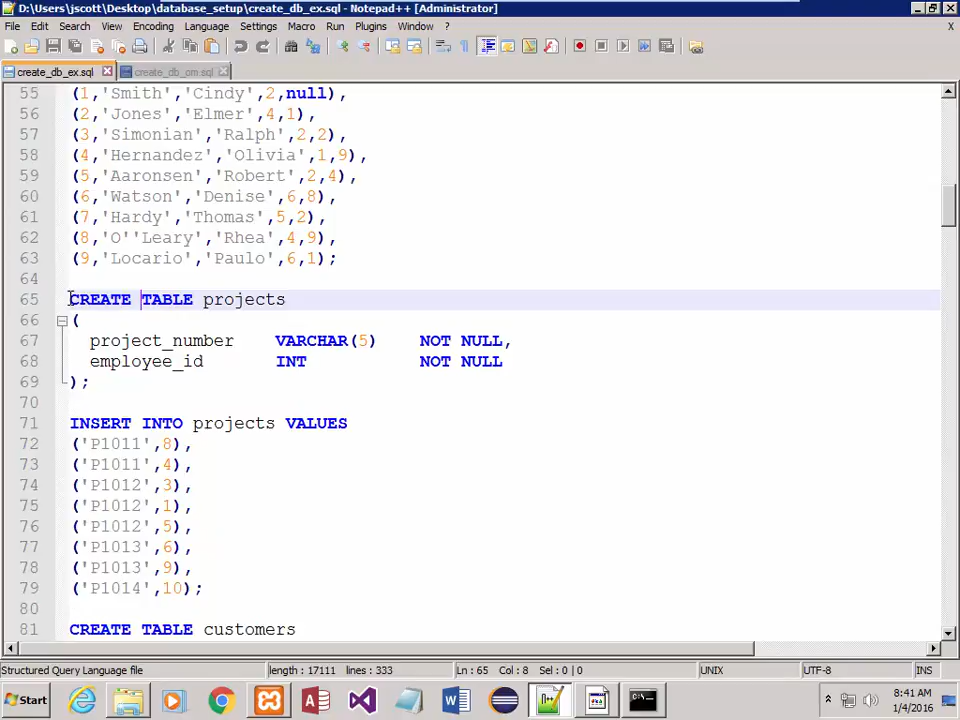 D:\Users\jscott\Desktop\database_setup\create_db_ex.sql - Notepad++ [Administrator]
File Edit Search View Encoding Language Settings Macro Run Plugins Window ? X
create_db_ex.sql create_db_om.sql
55 (1,'Smith','Cindy',2,null),
56 (2,'Jones','Elmer',4,1),
57 (3,'Simonian','Ralph',2,2),
58 (4,'Hernandez','Olivia',1,9),
59 (5,'Aaronsen','Robert',2,4),
60 (6,'Watson','Denise',6,8),
61 (7,'Hardy','Thomas',5,2),
62 (8,'O''Leary','Rhea',4,9),
63 (9,'Locario','Paulo',6,1);
64
65 CREATE TABLE projects
66 (
67 project_number VARCHAR(5) NOT NULL,
68 employee_id INT NOT NULL
69 );
70
71 INSERT INTO projects VALUES
72 ('P1011',8),
73 ('P1011',4),
74 ('P1012',3),
75 ('P1012',1),
76 ('P1012',5),
77 ('P1013',6),
78 ('P1013',9),
79 ('P1014',10);
80
81 CREATE TABLE customers
Structured Query Language file length : 17111 lines : 333 Ln : 65 Col : 8 Sel : 0 | 0 UNIX UTF-8 INS
Start 8:41 AM
1/4/2016